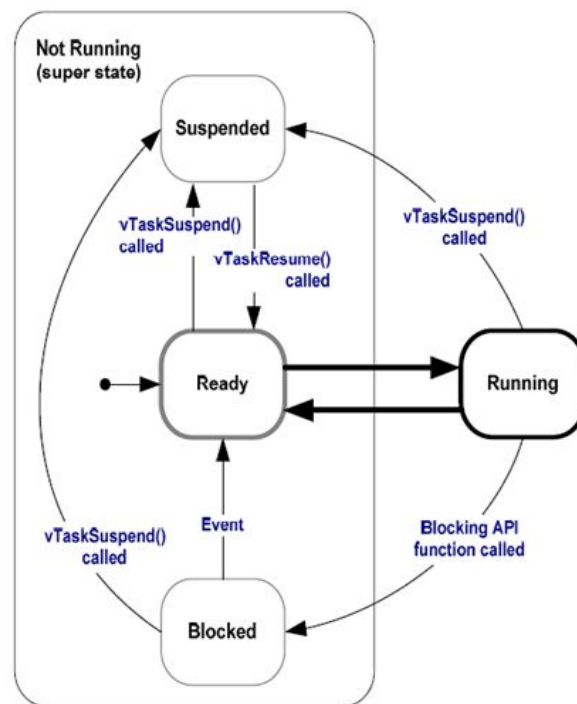 Not Running
(super state)
Suspended
vTaskSuspend()
called
vTaskResume()
called
vTaskSuspend()
called
Ready
Running
Event
vTaskSuspend()
called
Blocking API
function called
Blocked